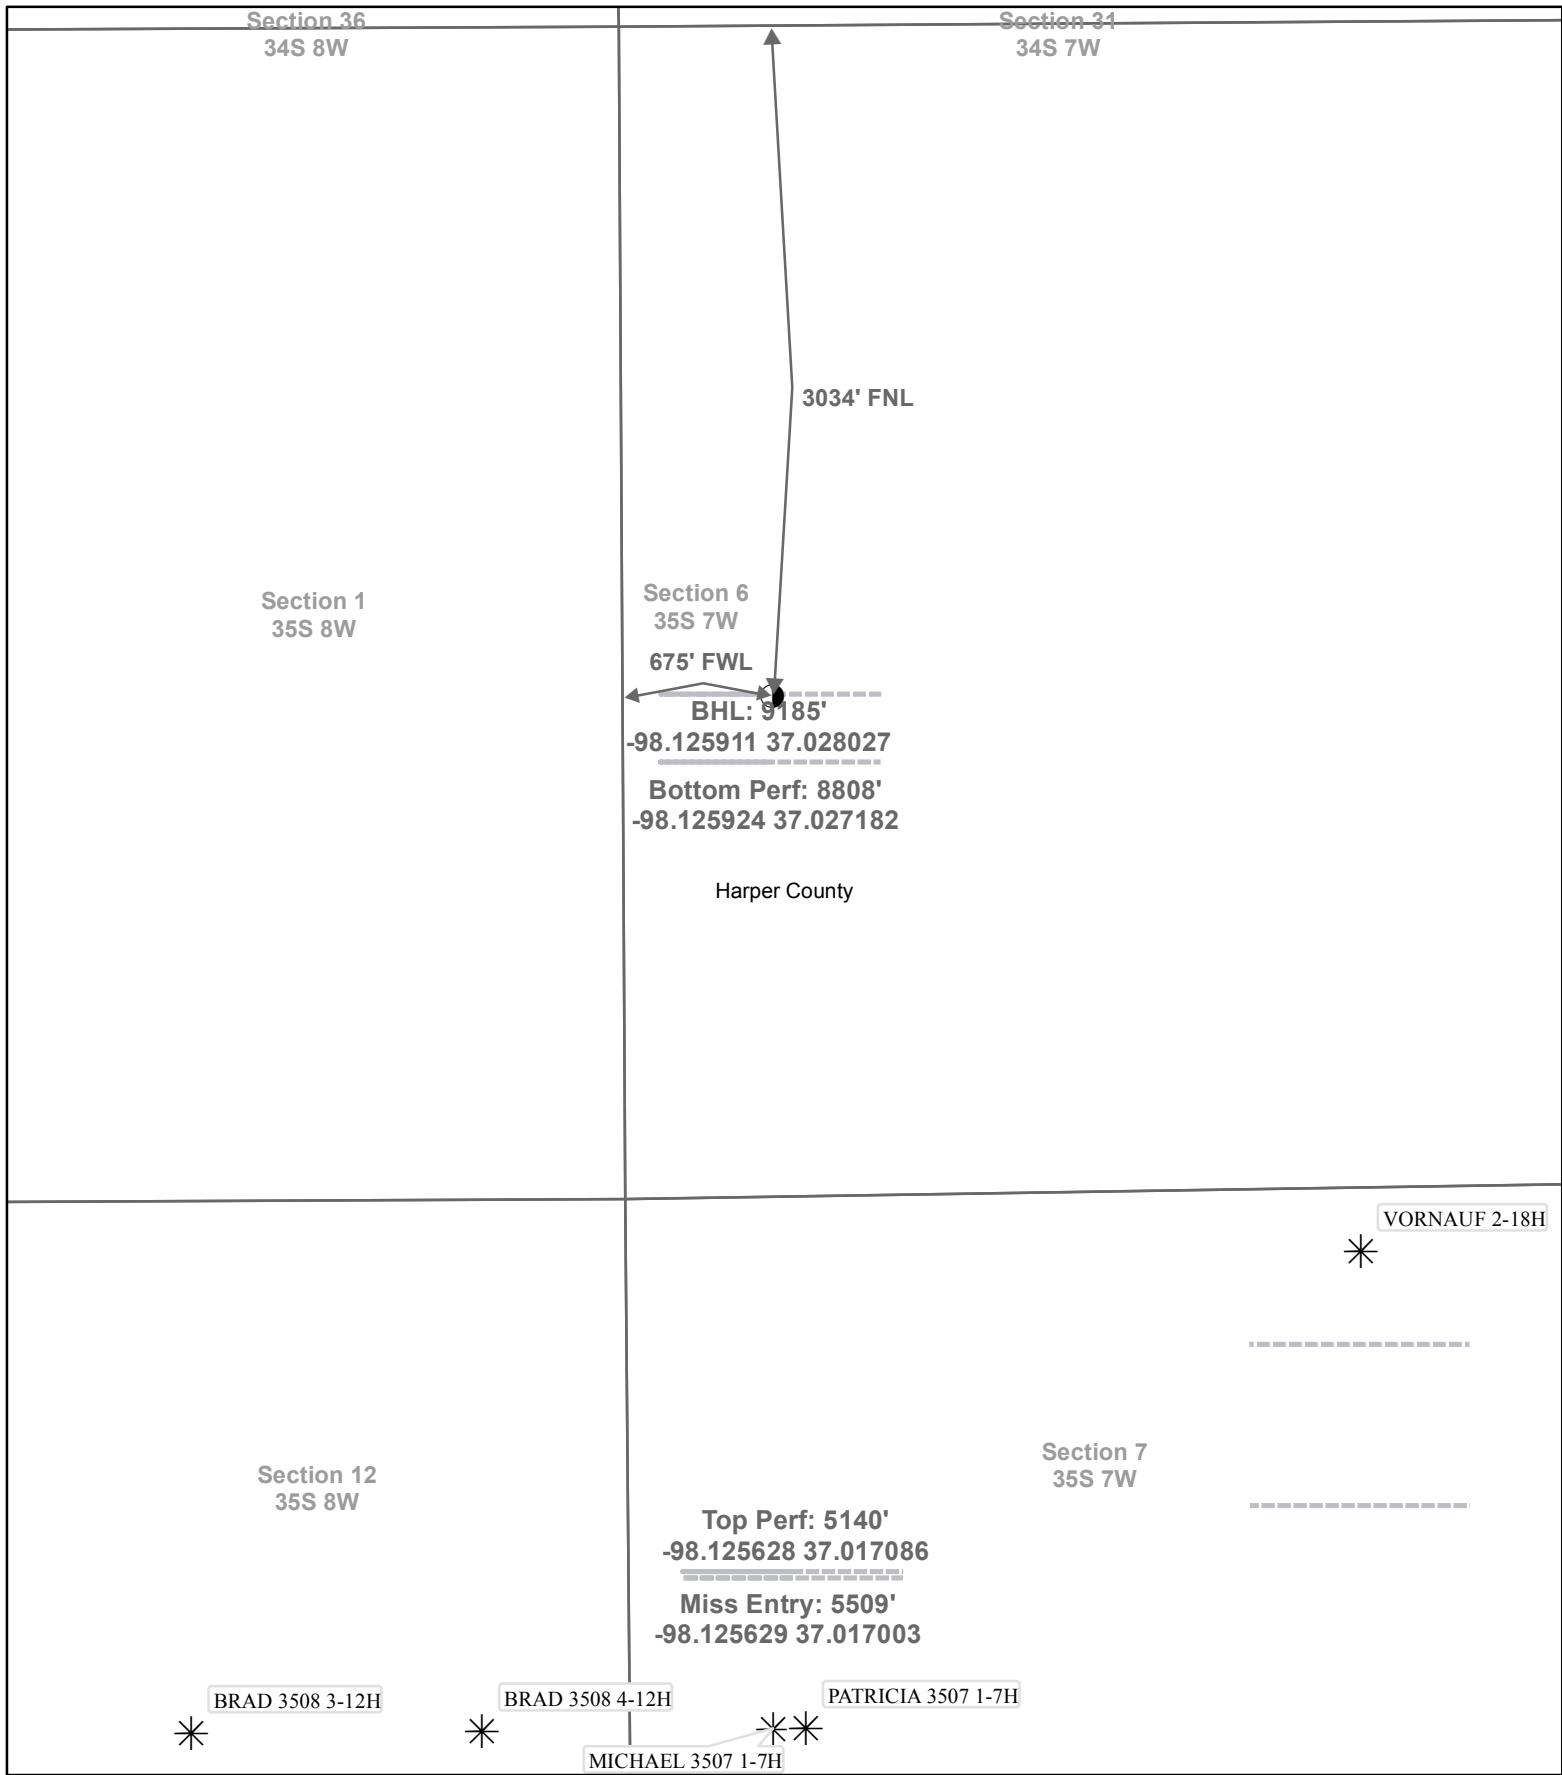 Section 36
34S 8W
Section 31
34S 7W
3034' FNL
Section 1
35S 8W
Section 6
35S 7W
675' FWL
BHL: 9185'
-98.125911 37.028027
Bottom Perf: 8808'
-98.125924 37.027182
Harper County
VORNAUF 2-18H
Section 12
35S 8W
Section 7
35S 7W
Top Perf: 5140'
-98.125628 37.017086
Miss Entry: 5509'
-98.125629 37.017003
BRAD 3508 3-12H
BRAD 3508 4-12H
PATRICIA 3507 1-7H
MICHAEL 3507 1-7H